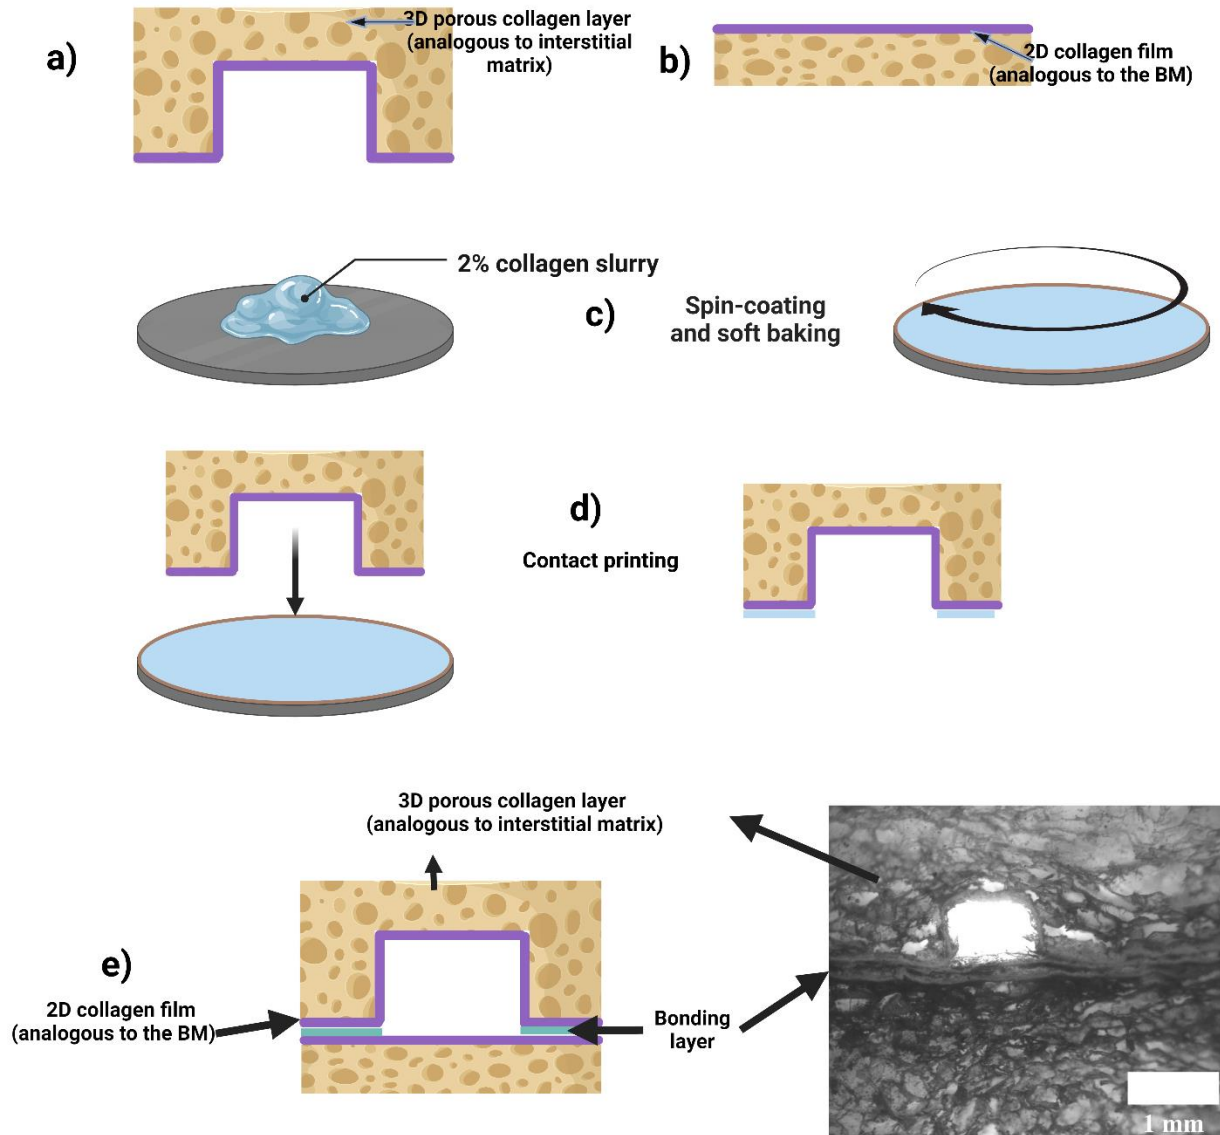 a)
3D porous collagen layer
(analogous to interstitial
matrix)
b)
2D collagen film
(analogous to the BM)
2% collagen slurry
c)
Spin-coating
and soft baking
d)
Contact printing
3D porous collagen layer
(analogous to interstitial matrix)
e)
2D collagen film
(analogous to the BM)
Bonding
layer
1 mm